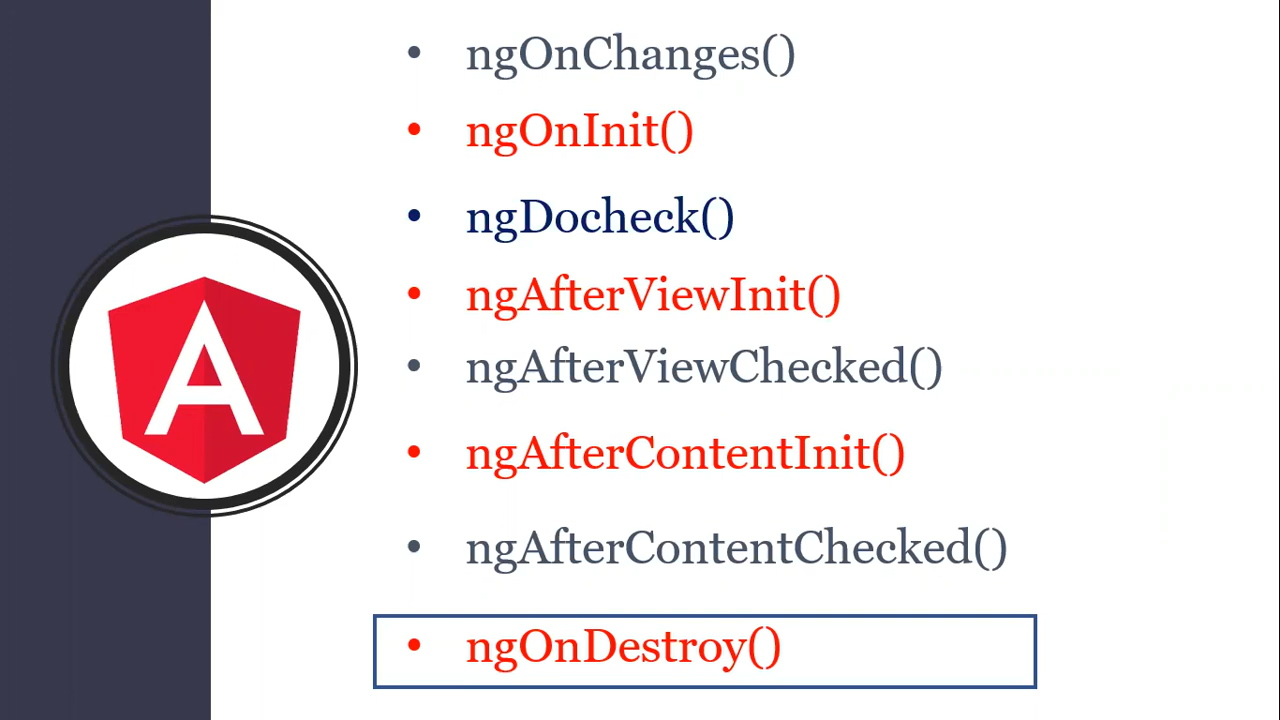 • ngOnChanges()
• ngOnInit()
• ngDocheck()
• ngAfterViewInit()
• ngAfterViewChecked()
• ngAfterContentInit()
• ngAfterContentChecked()
• ngOnDestroy()
A